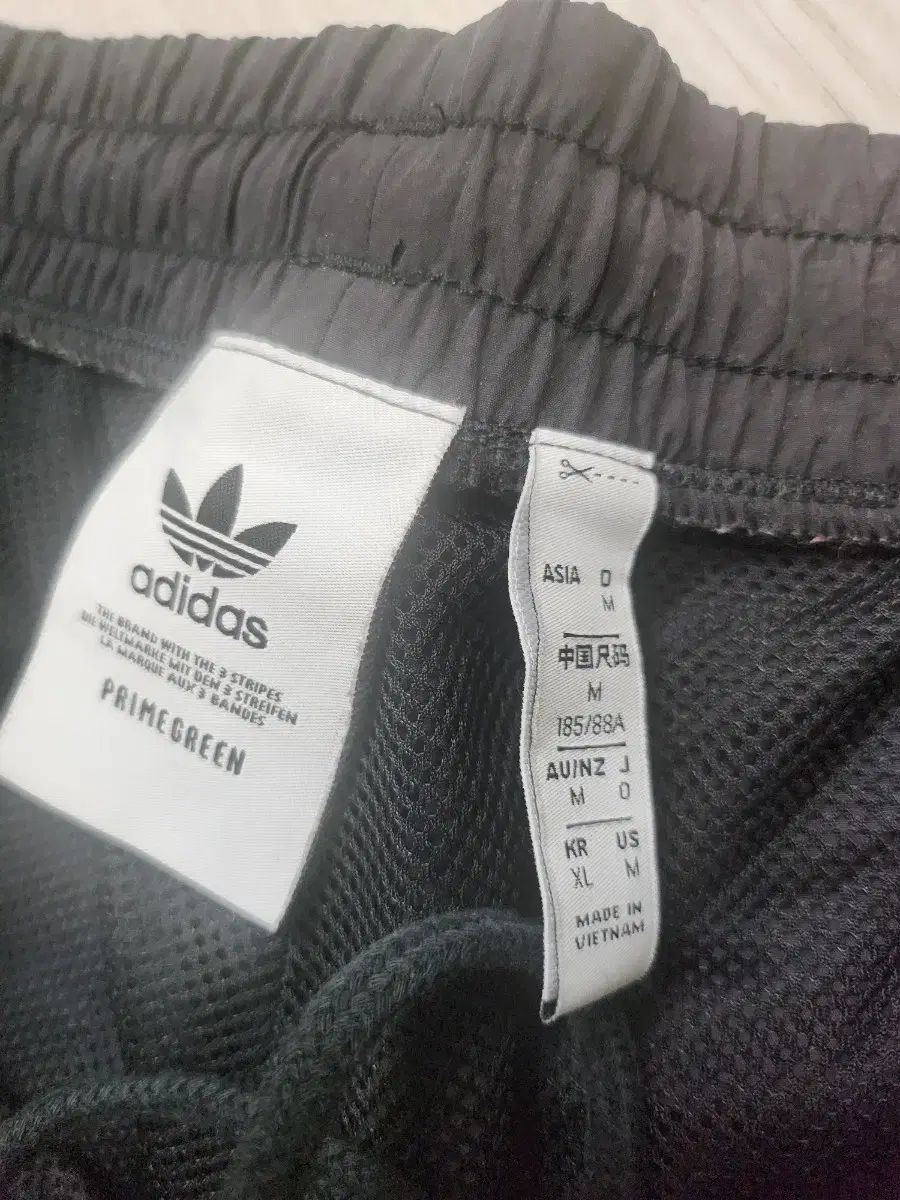 adidas
THE BRAND WITH THE 3 STRIPES
DIE WELTMARKE MIT DEN 3 STREIFEN
LA MARQUE AUX 3 BANDES
PRIMEGREEN
ASIA O
M
中国尺码
M
185/88A
AU/NZ J
M O
KR US
XL M
MADE IN
VIETNAM